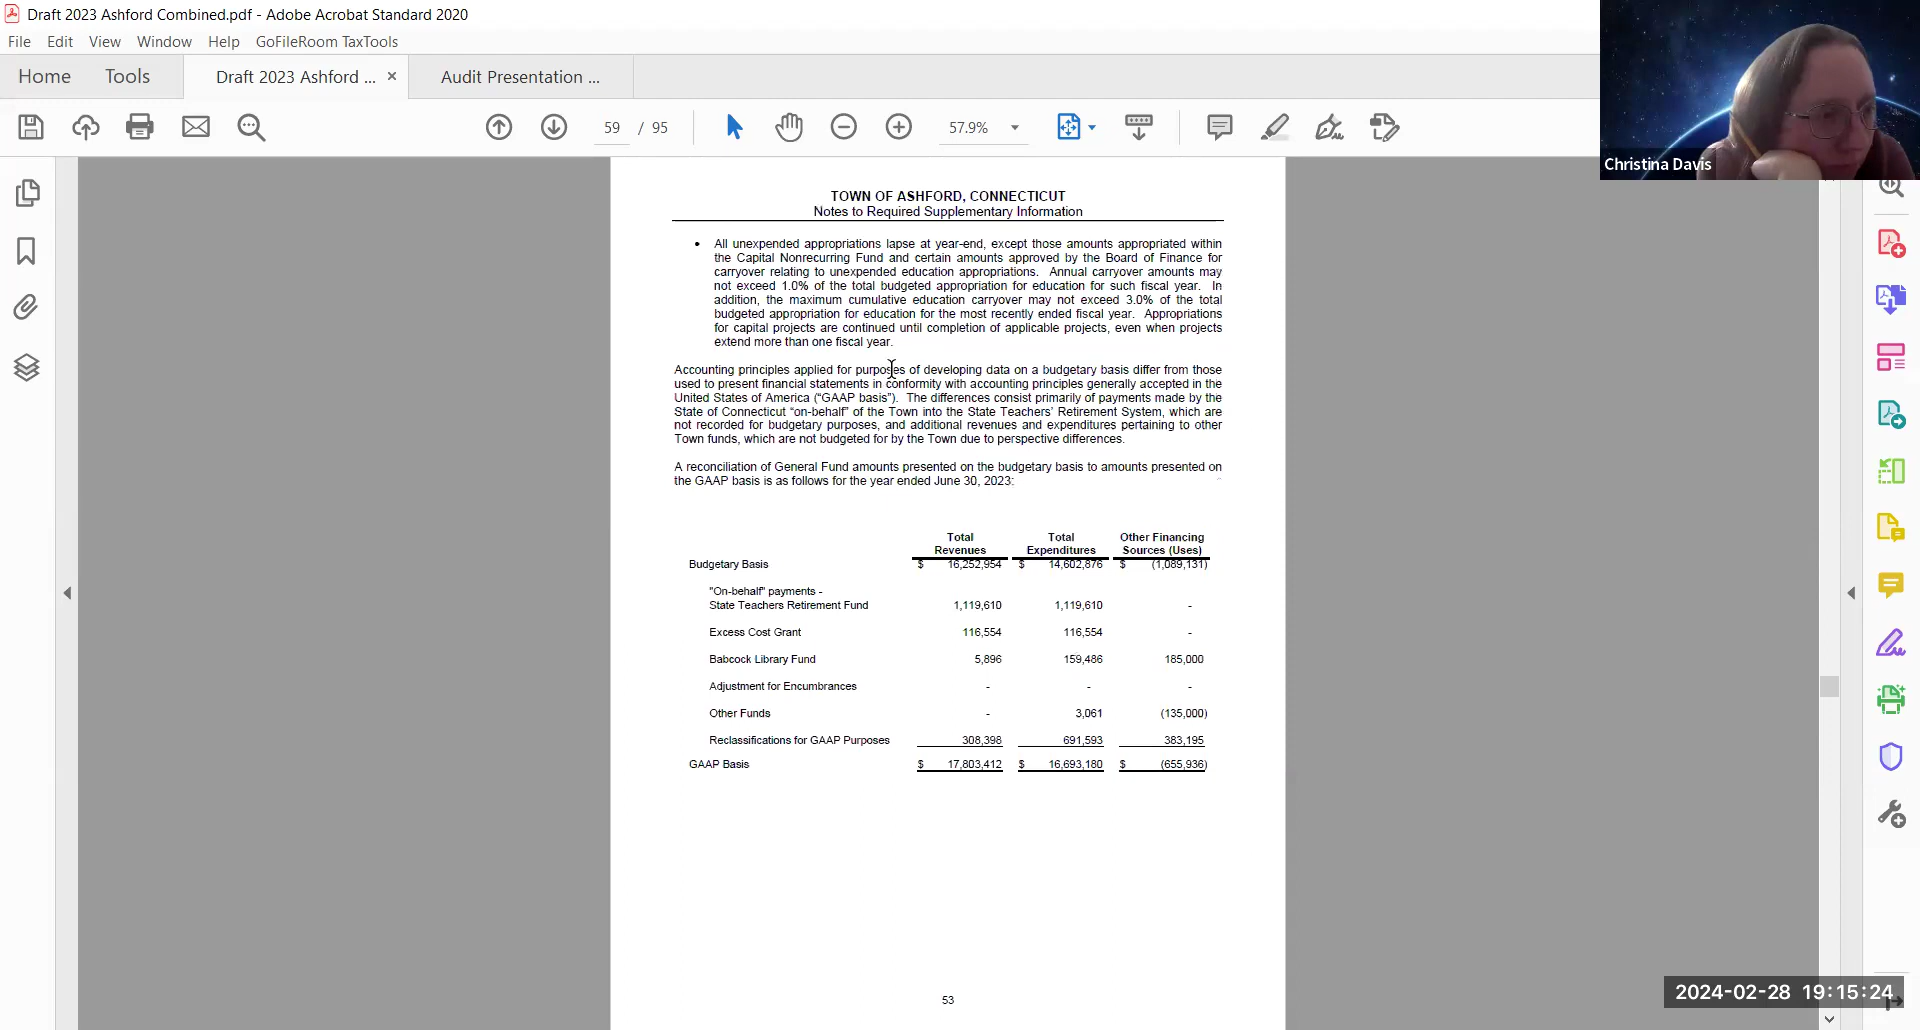 Draft 2023 Ashford Combined.pdf - Adobe Acrobat Standard 2020
File Edit View Window Help GoFileRoom TaxTools
Home Tools Draft 2023 Ashford ... × Audit Presentation ...
59 / 95 57.9%
Christina Davis
TOWN OF ASHFORD, CONNECTICUT
Notes to Required Supplementary Information
• All unexpended appropriations lapse at year-end, except those amounts appropriated within
the Capital Nonrecurring Fund and certain amounts approved by the Board of Finance for
carryover relating to unexpended education appropriations. Annual carryover amounts may
not exceed 1.0% of the total budgeted appropriation for education for such fiscal year. In
addition, the maximum cumulative education carryover may not exceed 3.0% of the total
budgeted appropriation for education for the most recently ended fiscal year. Appropriations
for capital projects are continued until completion of applicable projects, even when projects
extend more than one fiscal year.
Accounting principles applied for purposes of developing data on a budgetary basis differ from those
used to present financial statements in conformity with accounting principles generally accepted in the
United States of America (“GAAP basis”). The differences consist primarily of payments made by the
State of Connecticut “on-behalf” of the Town into the State Teachers’ Retirement System, which are
not recorded for budgetary purposes, and additional revenues and expenditures pertaining to other
Town funds, which are not budgeted for by the Town due to perspective differences.
A reconciliation of General Fund amounts presented on the budgetary basis to amounts presented on
the GAAP basis is as follows for the year ended June 30, 2023:
Total Total Other Financing
Revenues Expenditures Sources (Uses)
Budgetary Basis $ 16,252,954 $ 14,602,876 $ (1,089,131)
"On-behalf" payments -
State Teachers Retirement Fund 1,119,610 1,119,610 -
Excess Cost Grant 116,554 116,554 -
Babcock Library Fund 5,896 159,486 185,000
Adjustment for Encumbrances - - -
Other Funds - 3,061 (135,000)
Reclassifications for GAAP Purposes 308,398 691,593 383,195
GAAP Basis $ 17,803,412 $ 16,693,180 $ (655,936)
53
2024-02-28 19:15:24